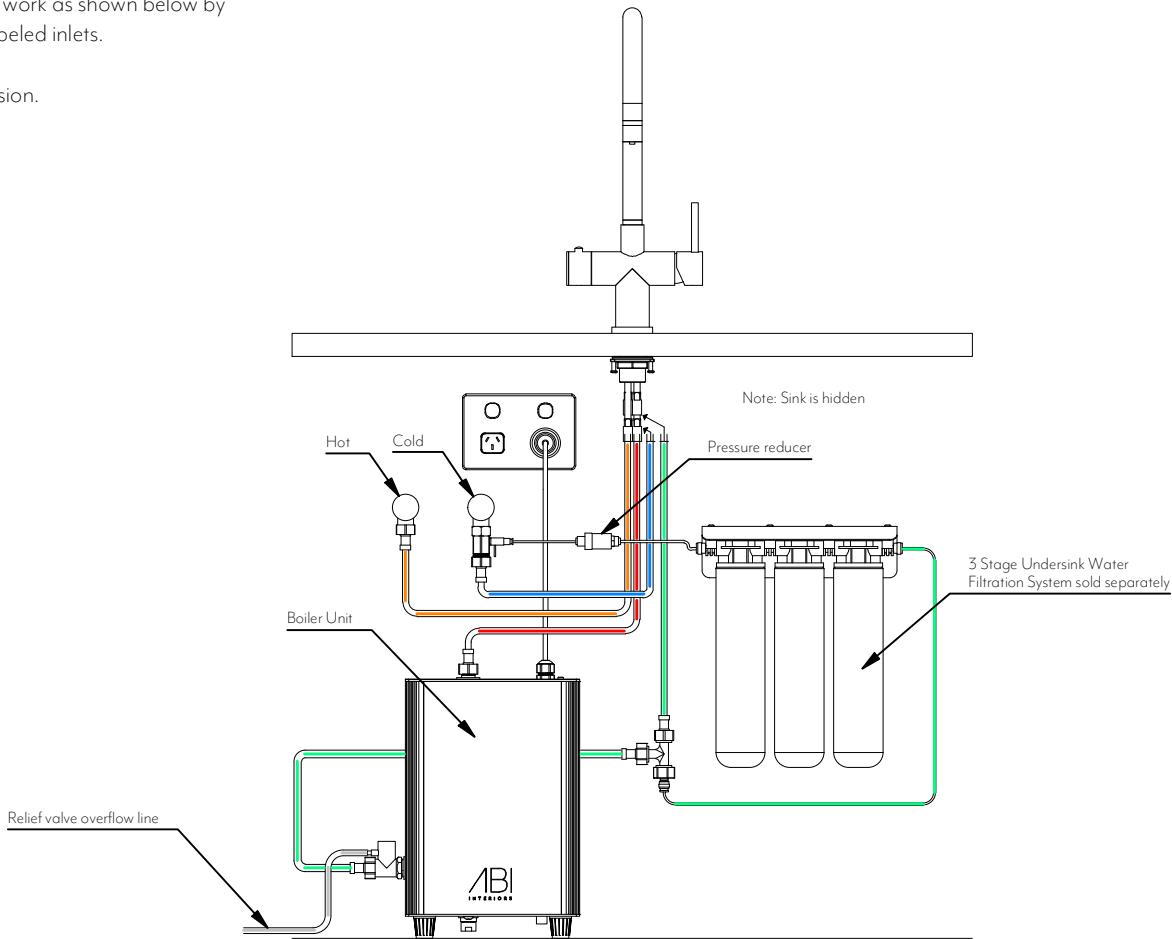 work as shown below by
beled inlets.
sion.
Note: Sink is hidden
Hot
Cold
Pressure reducer
3 Stage Undersink Water
Filtration System sold separately
Boiler Unit
Relief valve overflow line
ABI
INTERIORS